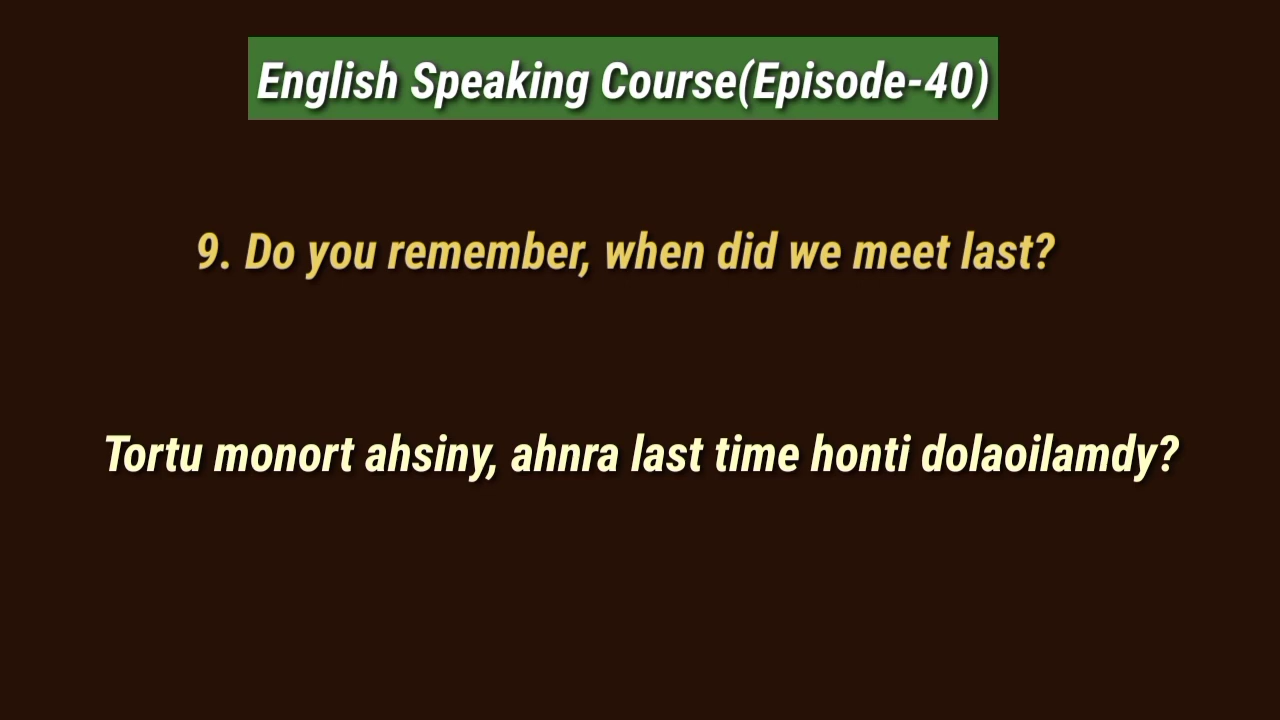 English Speaking Course(Episode-40)
9. Do you remember, when did we meet last?
Tortu monort ahsiny, ahnra last time honti dolaoilamdy?